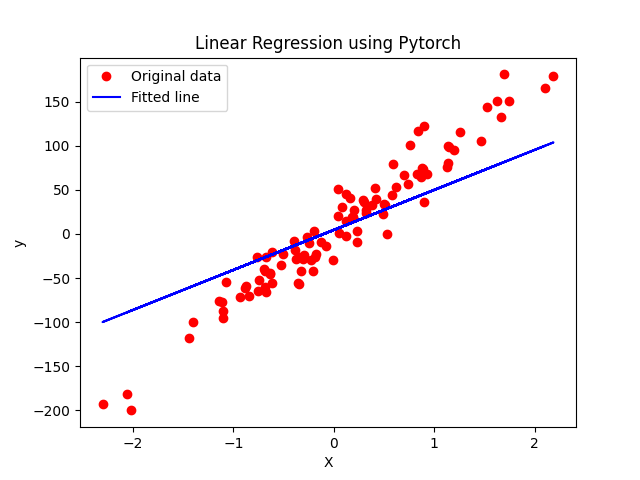 Linear Regression using Pytorch
Original data
Fitted line
150
100
50
0
−50
−100
−150
−200
y
−2
−1
0
1
2
X